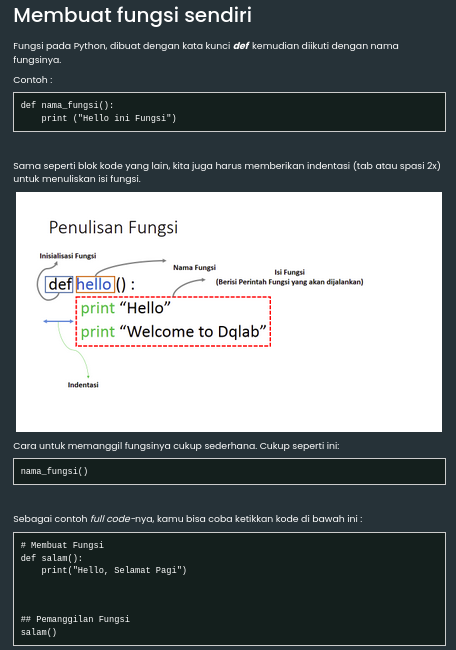 Membuat fungsi sendiri
Fungsi pada Python, dibuat dengan kata kunci def kemudian diikuti dengan nama
fungsinya.
Contoh :
def nama_fungsi():
    print ("Hello ini Fungsi")
Sama seperti blok kode yang lain, kita juga harus memberikan indentasi (tab atau spasi 2x)
untuk menuliskan isi fungsi.
Penulisan Fungsi
Inisialisasi Fungsi
Nama Fungsi
Isi Fungsi
(Berisi Perintah Fungsi yang akan dijalankan)
def hello () :
print “Hello”
print “Welcome to Dqlab”
Indentasi
Cara untuk memanggil fungsinya cukup sederhana. Cukup seperti ini:
nama_fungsi()
Sebagai contoh full code-nya, kamu bisa coba ketikkan kode di bawah ini :
# Membuat Fungsi
def salam():
    print("Hello, Selamat Pagi")
## Pemanggilan Fungsi
salam()